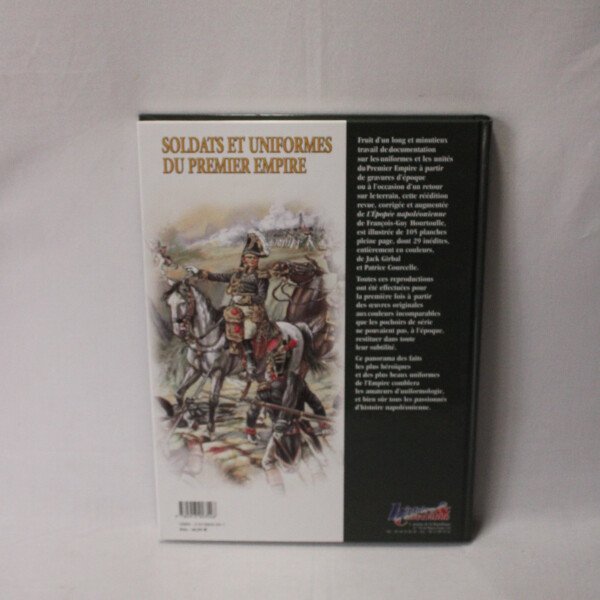 SOLDATS ET UNIFORMES
DU PREMIER EMPIRE
Fruit d'un long et minutieux
travail de documentation
sur les uniformes et les unités
du Premier Empire à partir
de gravures d'époque
ou à l'occasion d'un retour
sur le terrain, cette réédition
revue, corrigée et augmentée
de l'Épopée napoléonienne
de François-Guy Hourtoulle,
est illustrée de 105 planches
pleine page, dont 29 inédites,
entièrement en couleurs,
de Jack Girbal
et Patrice Courcelle.
Toutes ces reproductions
ont été effectuées pour
la première fois à partir
des œuvres originales
aux couleurs incomparables
que les pochoirs de série
ne pouvaient pas, à l'époque,
restituer dans toute
leur subtilité.
Ce panorama des faits
les plus héroïques
et des plus beaux uniformes
de l'Empire comblera
les amateurs d'uniformologie,
et bien sûr tous les passionnés
d'histoire napoléonienne.